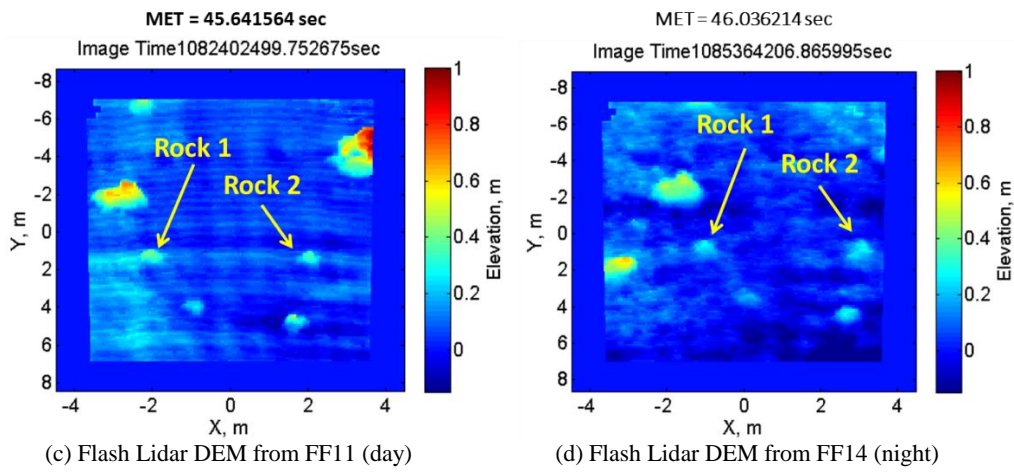 MET = 45.641564 sec
Image Time1082402499.752675sec
-8
-6
-4
-2
0
2
4
6
8
Y, m
-4
-2
0
2
4
X, m
Rock 1
Rock 2
1
0.8
0.6
0.4
0.2
0
Elevation, m
(c) Flash Lidar DEM from FF11 (day)
MET = 46.036214 sec
Image Time1085364206.865995sec
-8
-6
-4
-2
0
2
4
6
8
Y, m
-4
-2
0
2
4
X, m
Rock 1
Rock 2
1
0.8
0.6
0.4
0.2
0
Elevation, m
(d) Flash Lidar DEM from FF14 (night)